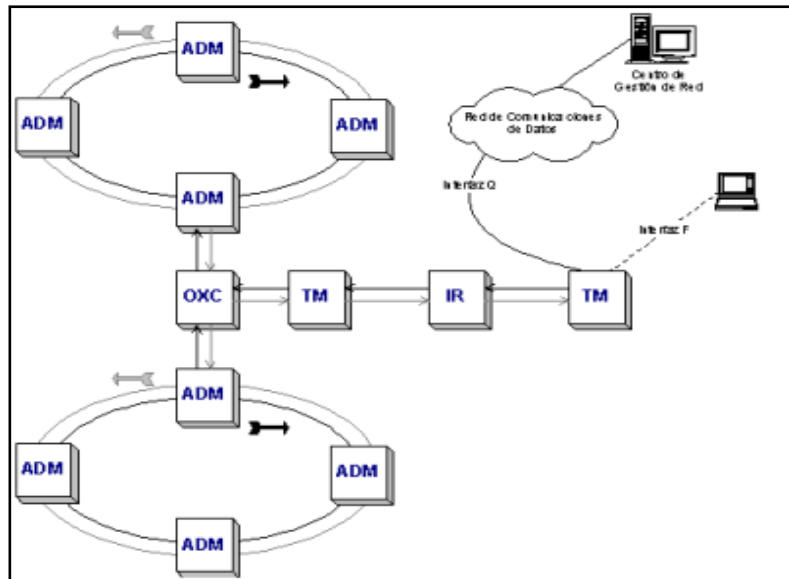 ADM
Centro de
Gestión de Red
ADM
ADM
Red de Comunicaciones
de Datos
ADM
Interfaz Q
Interfaz F
OXC
TM
IR
TM
ADM
ADM
ADM
ADM